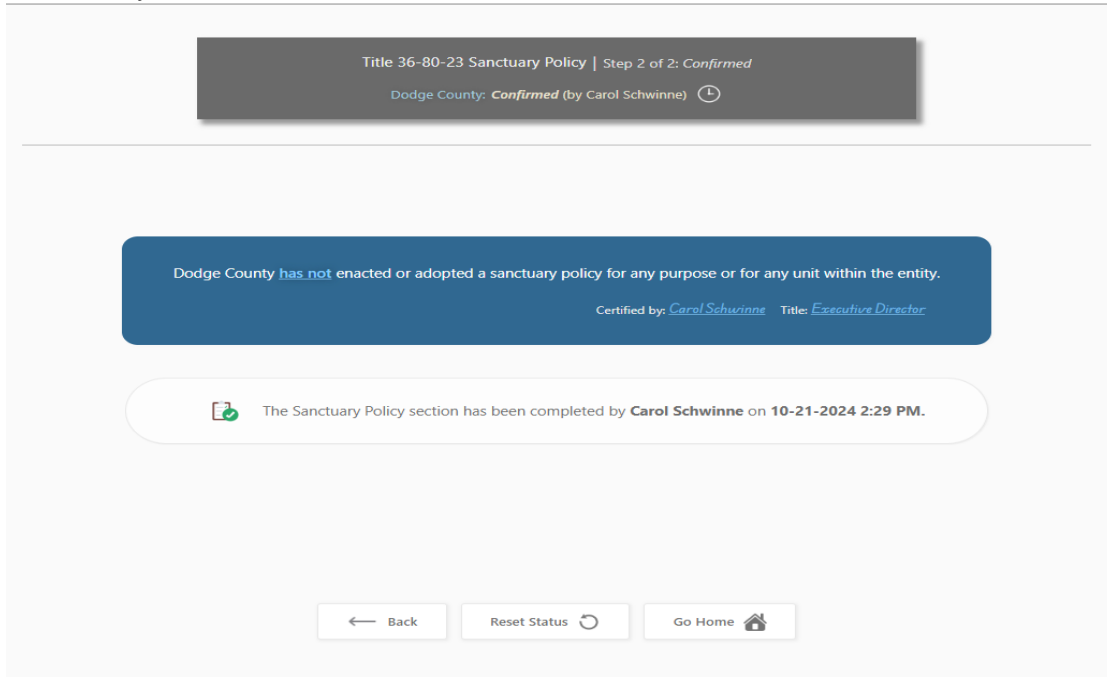 Title 36-80-23 Sanctuary Policy | Step 2 of 2: Confirmed
Dodge County: Confirmed (by Carol Schwinne)
Dodge County has not enacted or adopted a sanctuary policy for any purpose or for any unit within the entity.
Certified by: Carol Schwinne Title: Executive Director
The Sanctuary Policy section has been completed by Carol Schwinne on 10-21-2024 2:29 PM.
Back Reset Status Go Home